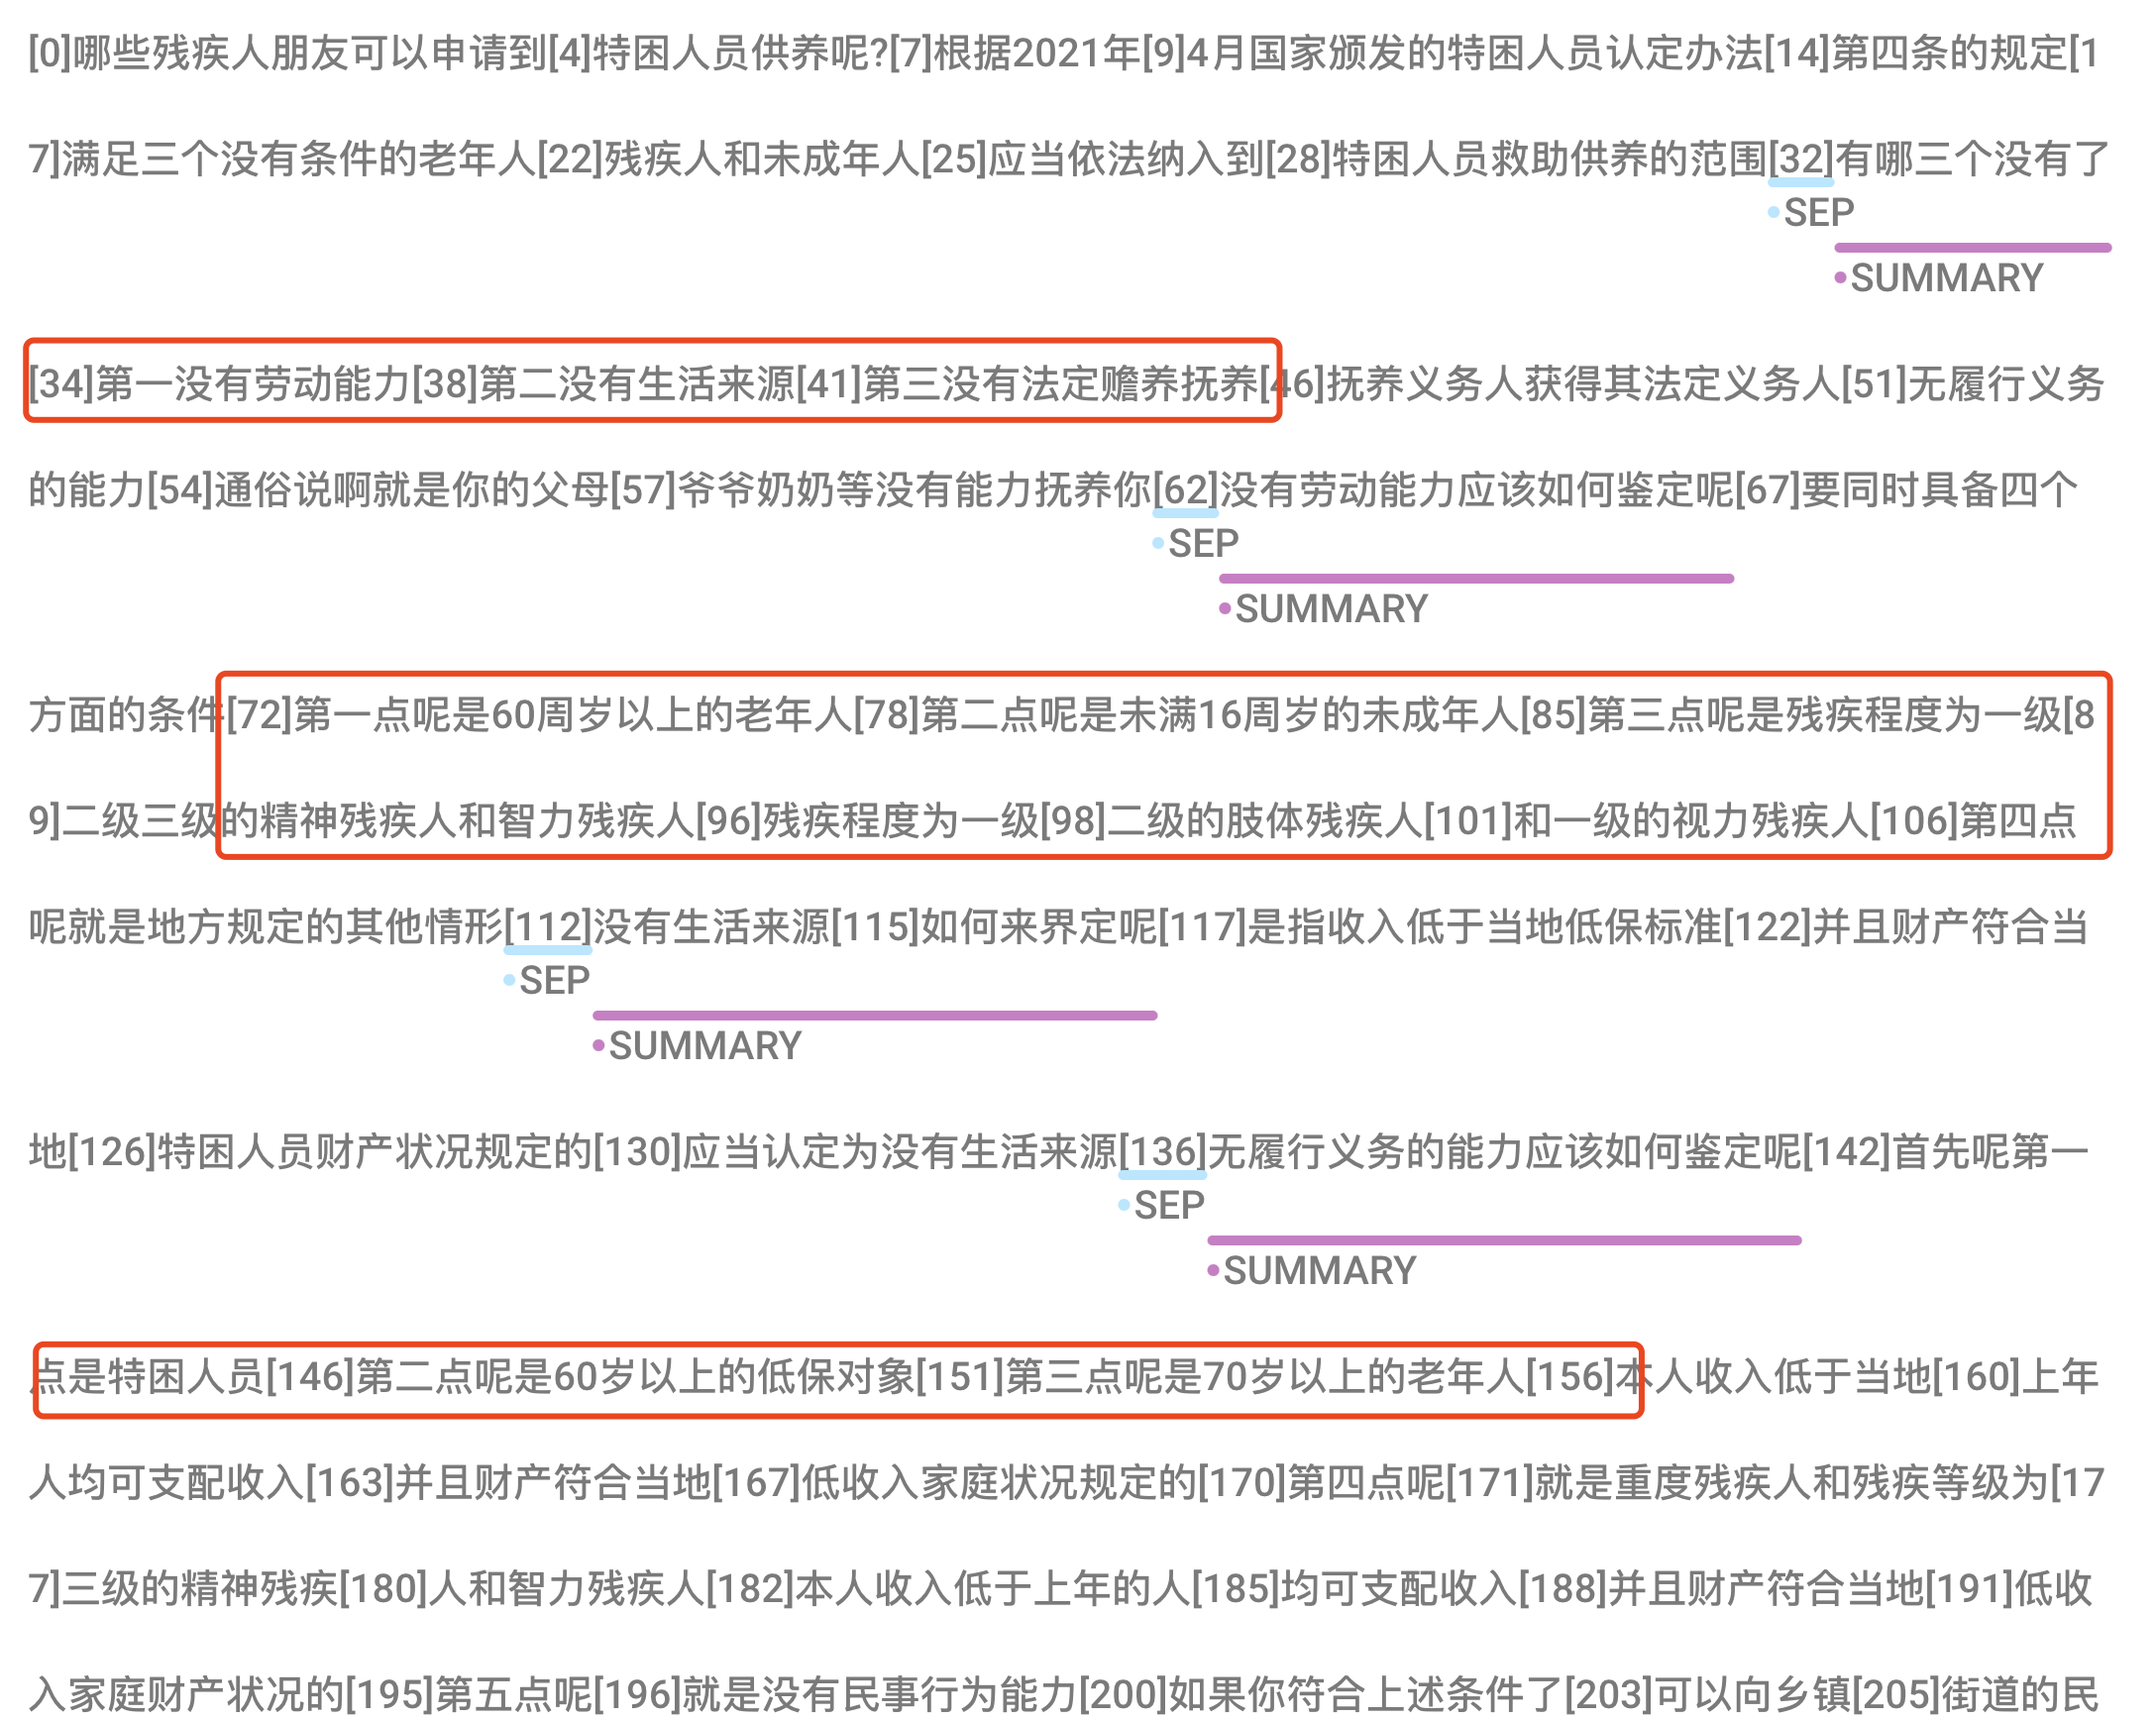 [0]哪些残疾人朋友可以申请到[4]特困人员供养呢?[7]根据2021年[9]4月国家颁发的特困人员认定办法[14]第四条的规定[1
7]满足三个没有条件的老年人[22]残疾人和未成年人[25]应当依法纳入到[28]特困人员救助供养的范围[32]有哪三个没有了
SEP
SUMMARY
[34]第一没有劳动能力[38]第二没有生活来源[41]第三没有法定赡养抚养[46]抚养义务人获得其法定义务人[51]无履行义务
的能力[54]通俗说啊就是你的父母[57]爷爷奶奶等没有能力抚养你[62]没有劳动能力应该如何鉴定呢[67]要同时具备四个
SEP
SUMMARY
方面的条件[72]第一点呢是60周岁以上的老年人[78]第二点呢是未满16周岁的未成年人[85]第三点呢是残疾程度为一级[8
9]二级三级的精神残疾人和智力残疾人[96]残疾程度为一级[98]二级的肢体残疾人[101]和一级的视力残疾人[106]第四点
呢就是地方规定的其他情形[112]没有生活来源[115]如何来界定呢[117]是指收入低于当地低保标准[122]并且财产符合当
SEP
SUMMARY
地[126]特困人员财产状况规定的[130]应当认定为没有生活来源[136]无履行义务的能力应该如何鉴定呢[142]首先呢第一
SEP
SUMMARY
点是特困人员[146]第二点呢是60岁以上的低保对象[151]第三点呢是70岁以上的老年人[156]本人收入低于当地[160]上年
人均可支配收入[163]并且财产符合当地[167]低收入家庭状况规定的[170]第四点呢[171]就是重度残疾人和残疾等级为[17
7]三级的精神残疾[180]人和智力残疾人[182]本人收入低于上年的人[185]均可支配收入[188]并且财产符合当地[191]低收
入家庭财产状况的[195]第五点呢[196]就是没有民事行为能力[200]如果你符合上述条件了[203]可以向乡镇[205]街道的民